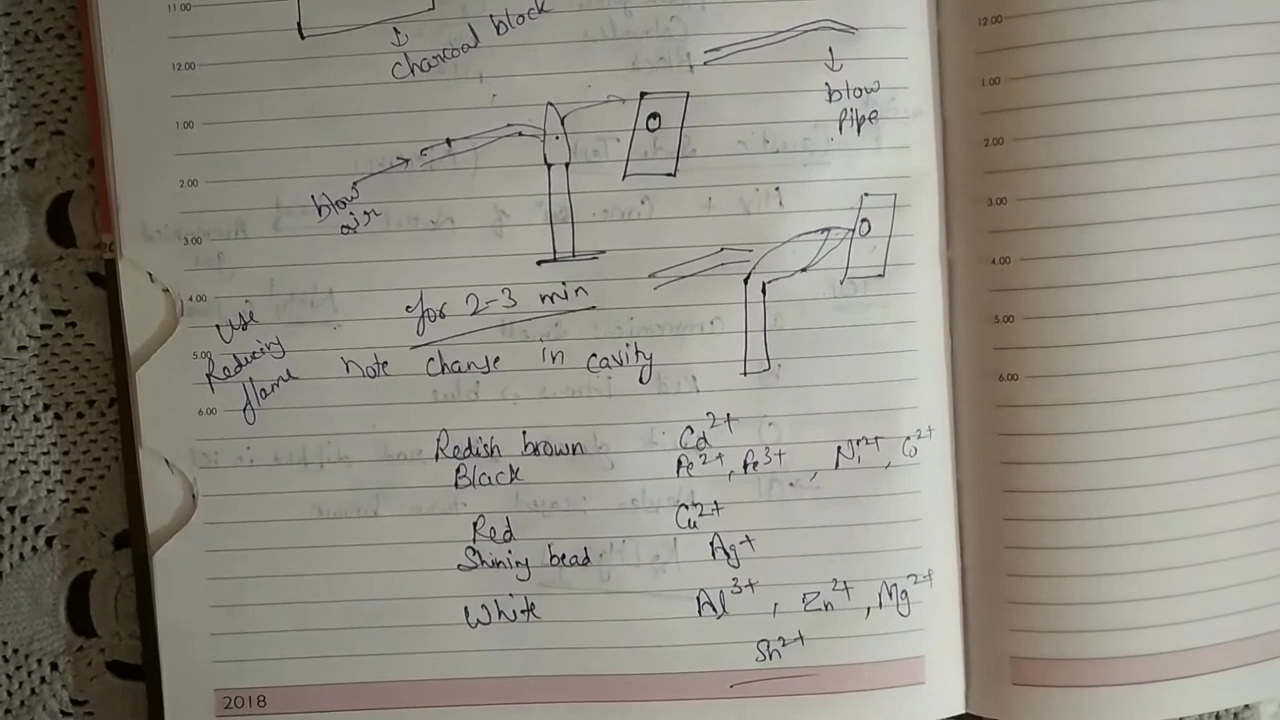 11.00
charcoal block
12.00
blow
Pipe
1.00
2.00
blow
air
3.00
4.00
for 2-3 min
use
Reducing
flame
5.00
note change in cavity
6.00
Redish brown Cd2+
Black Fe2+, Fe3+, Ni2+, Co2+
Red Cu2+
Shining bead Ag+
White Al3+, Zn2+, Mg2+
Sn2+
2018
12.00
1.00
2.00
3.00
4.00
5.00
6.00